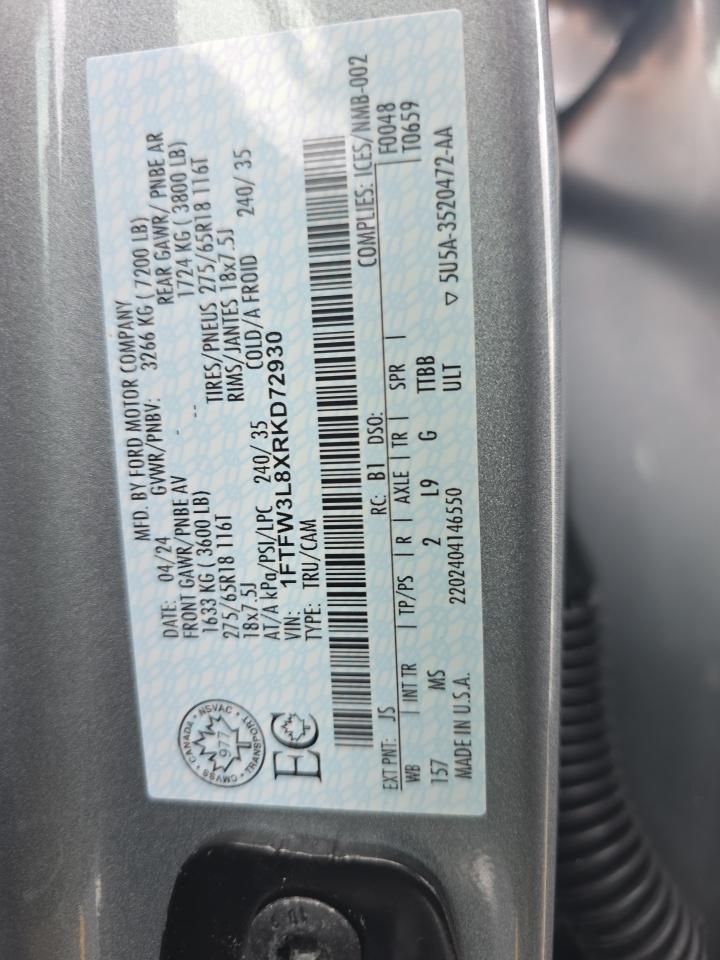 MFD. BY FORD MOTOR COMPANY
DATE: 04/24 GVWR/PNBV: 3266 KG ( 7200 LB)
FRONT GAWR/PNBE AV REAR GAWR/ PNBE AR
1633 KG ( 3600 LB) 1724 KG ( 3800 LB)
275/65R18 116T TIRES/PNEUS 275/65R18 116T
18x7.5J RIMS/JANTES 18x7.5J
AT/A kPa/PSI/LPC 240/ 35 COLD/A FROID 240/ 35
VIN: 1FTFW3L8XRKD72930
TYPE: TRU/CAM
CANADA • NSVAC • TRANSPORT • CMVSS •
977
T
EC
COMPLIES: ICES/NMB-002
EXT PNT: JS RC: B1 DSO: F0048
WB INT TR TP/PS R AXLE TR SPR T0659
157 MS 2 L9 G TTBB
MADE IN U.S.A. 2202404146550 ULT ▽ 5U5A-3520472-AA